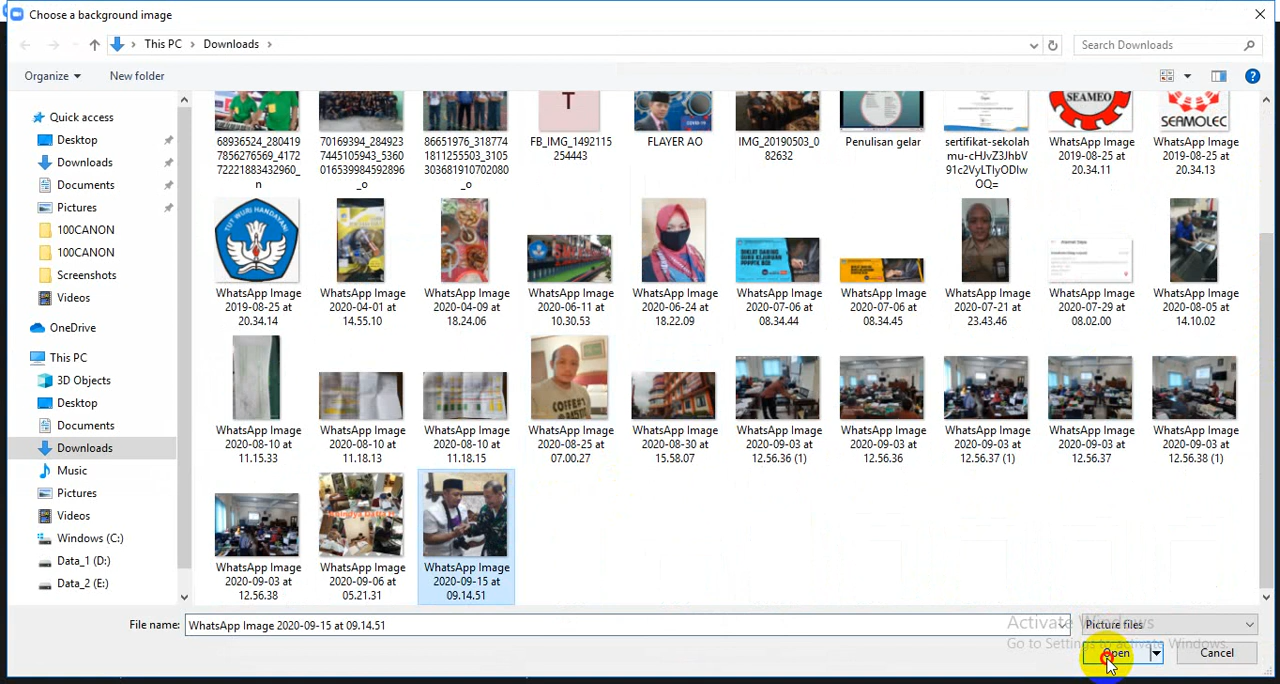 Choose a background image
This PC > Downloads >
Search Downloads
Organize
New folder
Quick access
Desktop
Downloads
Documents
Pictures
100CANON
100CANON
Screenshots
Videos
OneDrive
This PC
3D Objects
Desktop
Documents
Downloads
Music
Pictures
Videos
Windows (C:)
Data_1 (D:)
Data_2 (E:)
T
COVID-19
SEAMEO
SEAMOLEC
68936524_280419
7856276569_4172
72221883432960_
n
70169394_284923
7445105943_5360
016539984592896
_o
86651976_318774
1811255503_3105
303681910702080
_o
FB_IMG_1492115
254443
FLAYER AO
IMG_20190503_0
82632
Penulisan gelar
sertifikat-sekolah
WhatsApp Image
2019-08-25 at
20.34.11
WhatsApp Image
2019-08-25 at
20.34.13
TUT WURI HANDAYANI
WhatsApp Image
2019-08-25 at
20.34.14
WhatsApp Image
2020-04-01 at
14.55.10
WhatsApp Image
2020-04-09 at
18.24.06
WhatsApp Image
2020-06-11 at
10.30.53
WhatsApp Image
2020-06-24 at
18.22.09
WhatsApp Image
2020-07-06 at
08.34.44
WhatsApp Image
2020-07-06 at
08.34.45
WhatsApp Image
2020-07-21 at
23.43.46
WhatsApp Image
2020-07-29 at
08.02.00
WhatsApp Image
2020-08-05 at
14.10.02
COFFEE
WhatsApp Image
2020-08-10 at
11.15.33
WhatsApp Image
2020-08-10 at
11.18.13
WhatsApp Image
2020-08-10 at
11.18.15
WhatsApp Image
2020-08-25 at
07.00.27
WhatsApp Image
2020-08-30 at
15.58.07
WhatsApp Image
2020-09-03 at
12.56.36 (1)
WhatsApp Image
2020-09-03 at
12.56.36
WhatsApp Image
2020-09-03 at
12.56.37 (1)
WhatsApp Image
2020-09-03 at
12.56.37
WhatsApp Image
2020-09-03 at
12.56.38 (1)
WhatsApp Image
2020-09-03 at
12.56.38
WhatsApp Image
2020-09-06 at
05.21.31
WhatsApp Image
2020-09-15 at
09.14.51
File name:
WhatsApp Image 2020-09-15 at 09.14.51
Picture files
Activate Windows
Go to Settings to activate Windows.
Open
Cancel